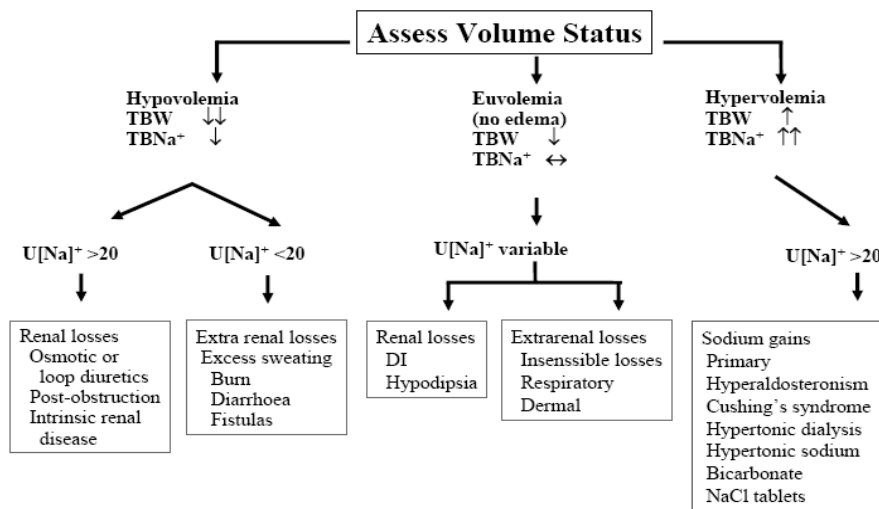 Assess Volume Status
Hypovolemia
TBW ↓↓
TBNa⁺ ↓
Euvolemia
(no edema)
TBW ↓
TBNa⁺ ↔
Hypervolemia
TBW ↑
TBNa⁺ ↑↑
U[Na]⁺ >20
U[Na]⁺ <20
U[Na]⁺ variable
U[Na]⁺ >20
Renal losses
Osmotic or
loop diuretics
Post-obstruction
Intrinsic renal
disease
Extra renal losses
Excess sweating
Burn
Diarrhoea
Fistulas
Renal losses
DI
Hypodipsia
Extrarenal losses
Insenssible losses
Respiratory
Dermal
Sodium gains
Primary
Hyperaldosteronism
Cushing's syndrome
Hypertonic dialysis
Hypertonic sodium
Bicarbonate
NaCl tablets